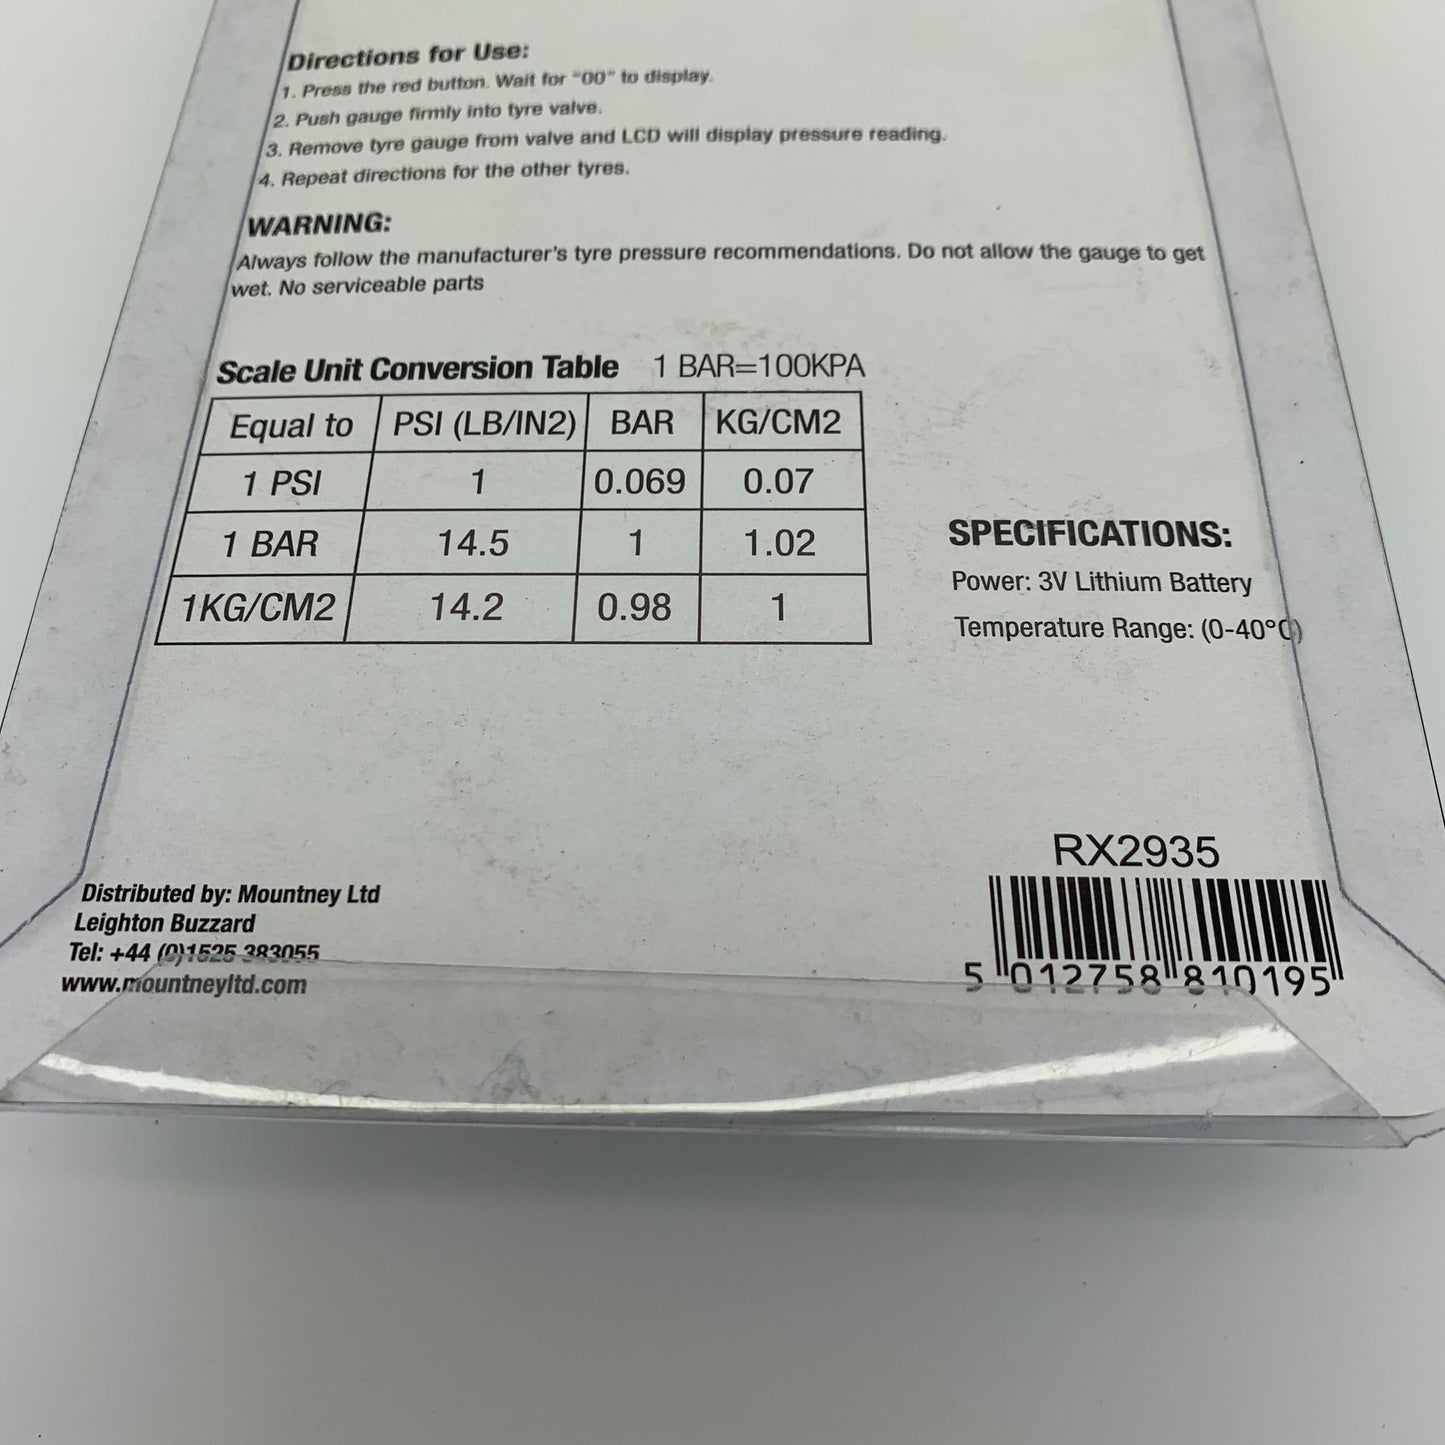 Directions for Use:
1. Press the red button. Wait for "00" to display.
2. Push gauge firmly into tyre valve.
3. Remove tyre gauge from valve and LCD will display pressure reading.
4. Repeat directions for the other tyres.
WARNING:
Always follow the manufacturer's tyre pressure recommendations. Do not allow the gauge to get
wet. No serviceable parts
Scale Unit Conversion Table 1 BAR=100KPA
Equal to PSI (LB/IN2) BAR KG/CM2
1 PSI 1 0.069 0.07
1 BAR 14.5 1 1.02
1KG/CM2 14.2 0.98 1
SPECIFICATIONS:
Power: 3V Lithium Battery
Temperature Range: (0-40°C)
Distributed by: Mountney Ltd
Leighton Buzzard
Tel: +44 (0)1525 383055
www.mountneyltd.com
RX2935
5 012758 810195